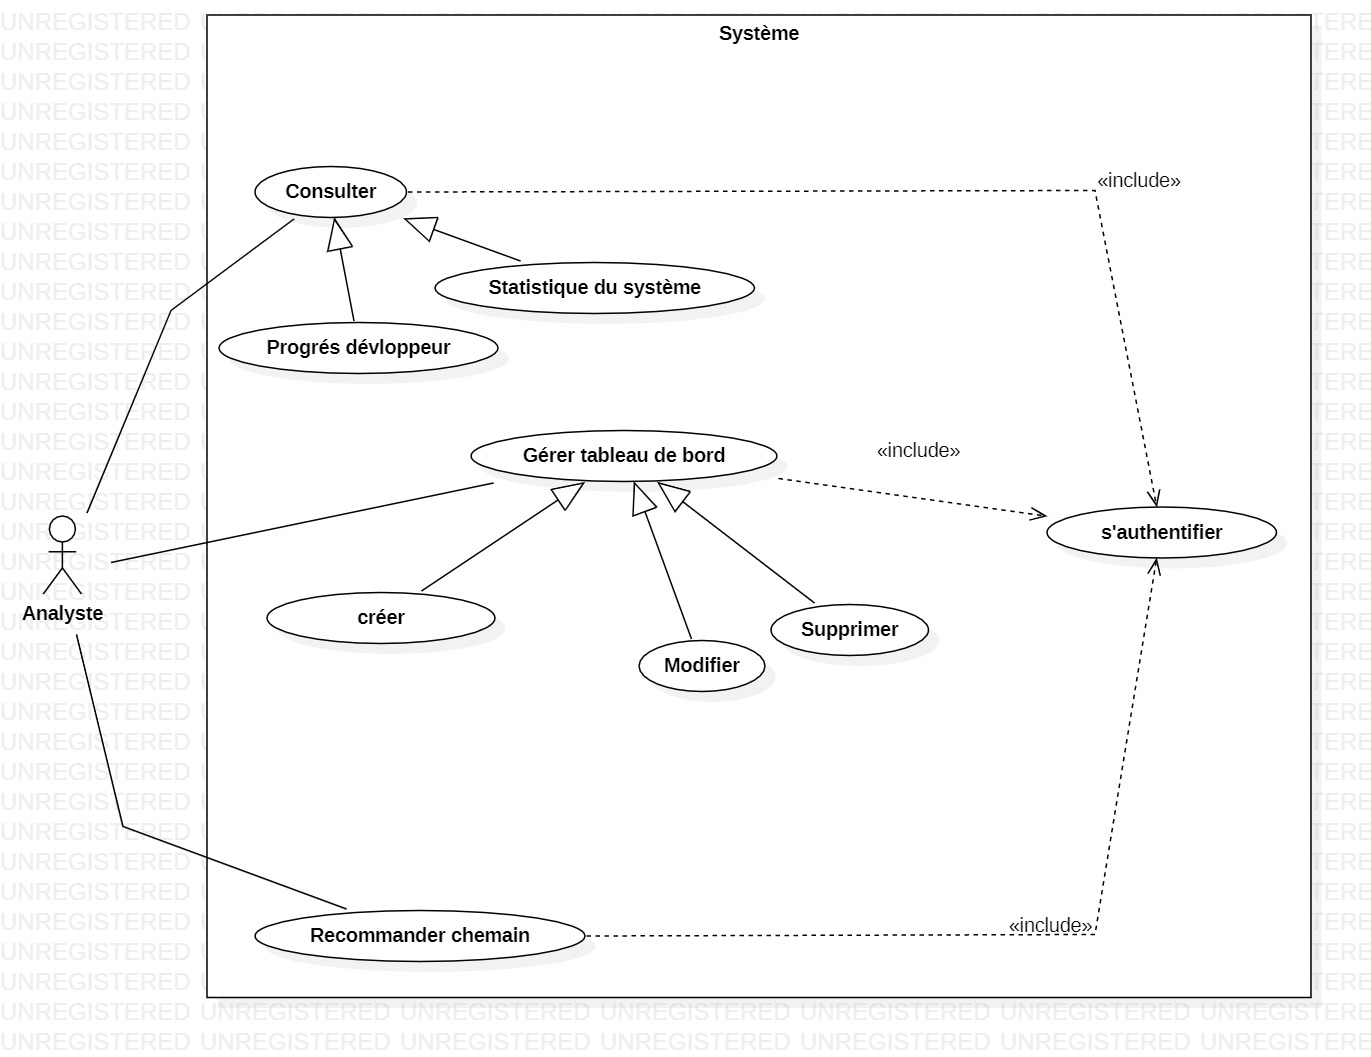 Système
Consulter
«include»
Statistique du système
Progrés dévloppeur
Gérer tableau de bord
«include»
s'authentifier
Analyste
créer
Supprimer
Modifier
Recommander chemain
«include»
UNREGISTERED UNREGISTERED UNREGISTERED UNREGISTERED UNREGISTERED UNREGISTERED UNREGISTERED